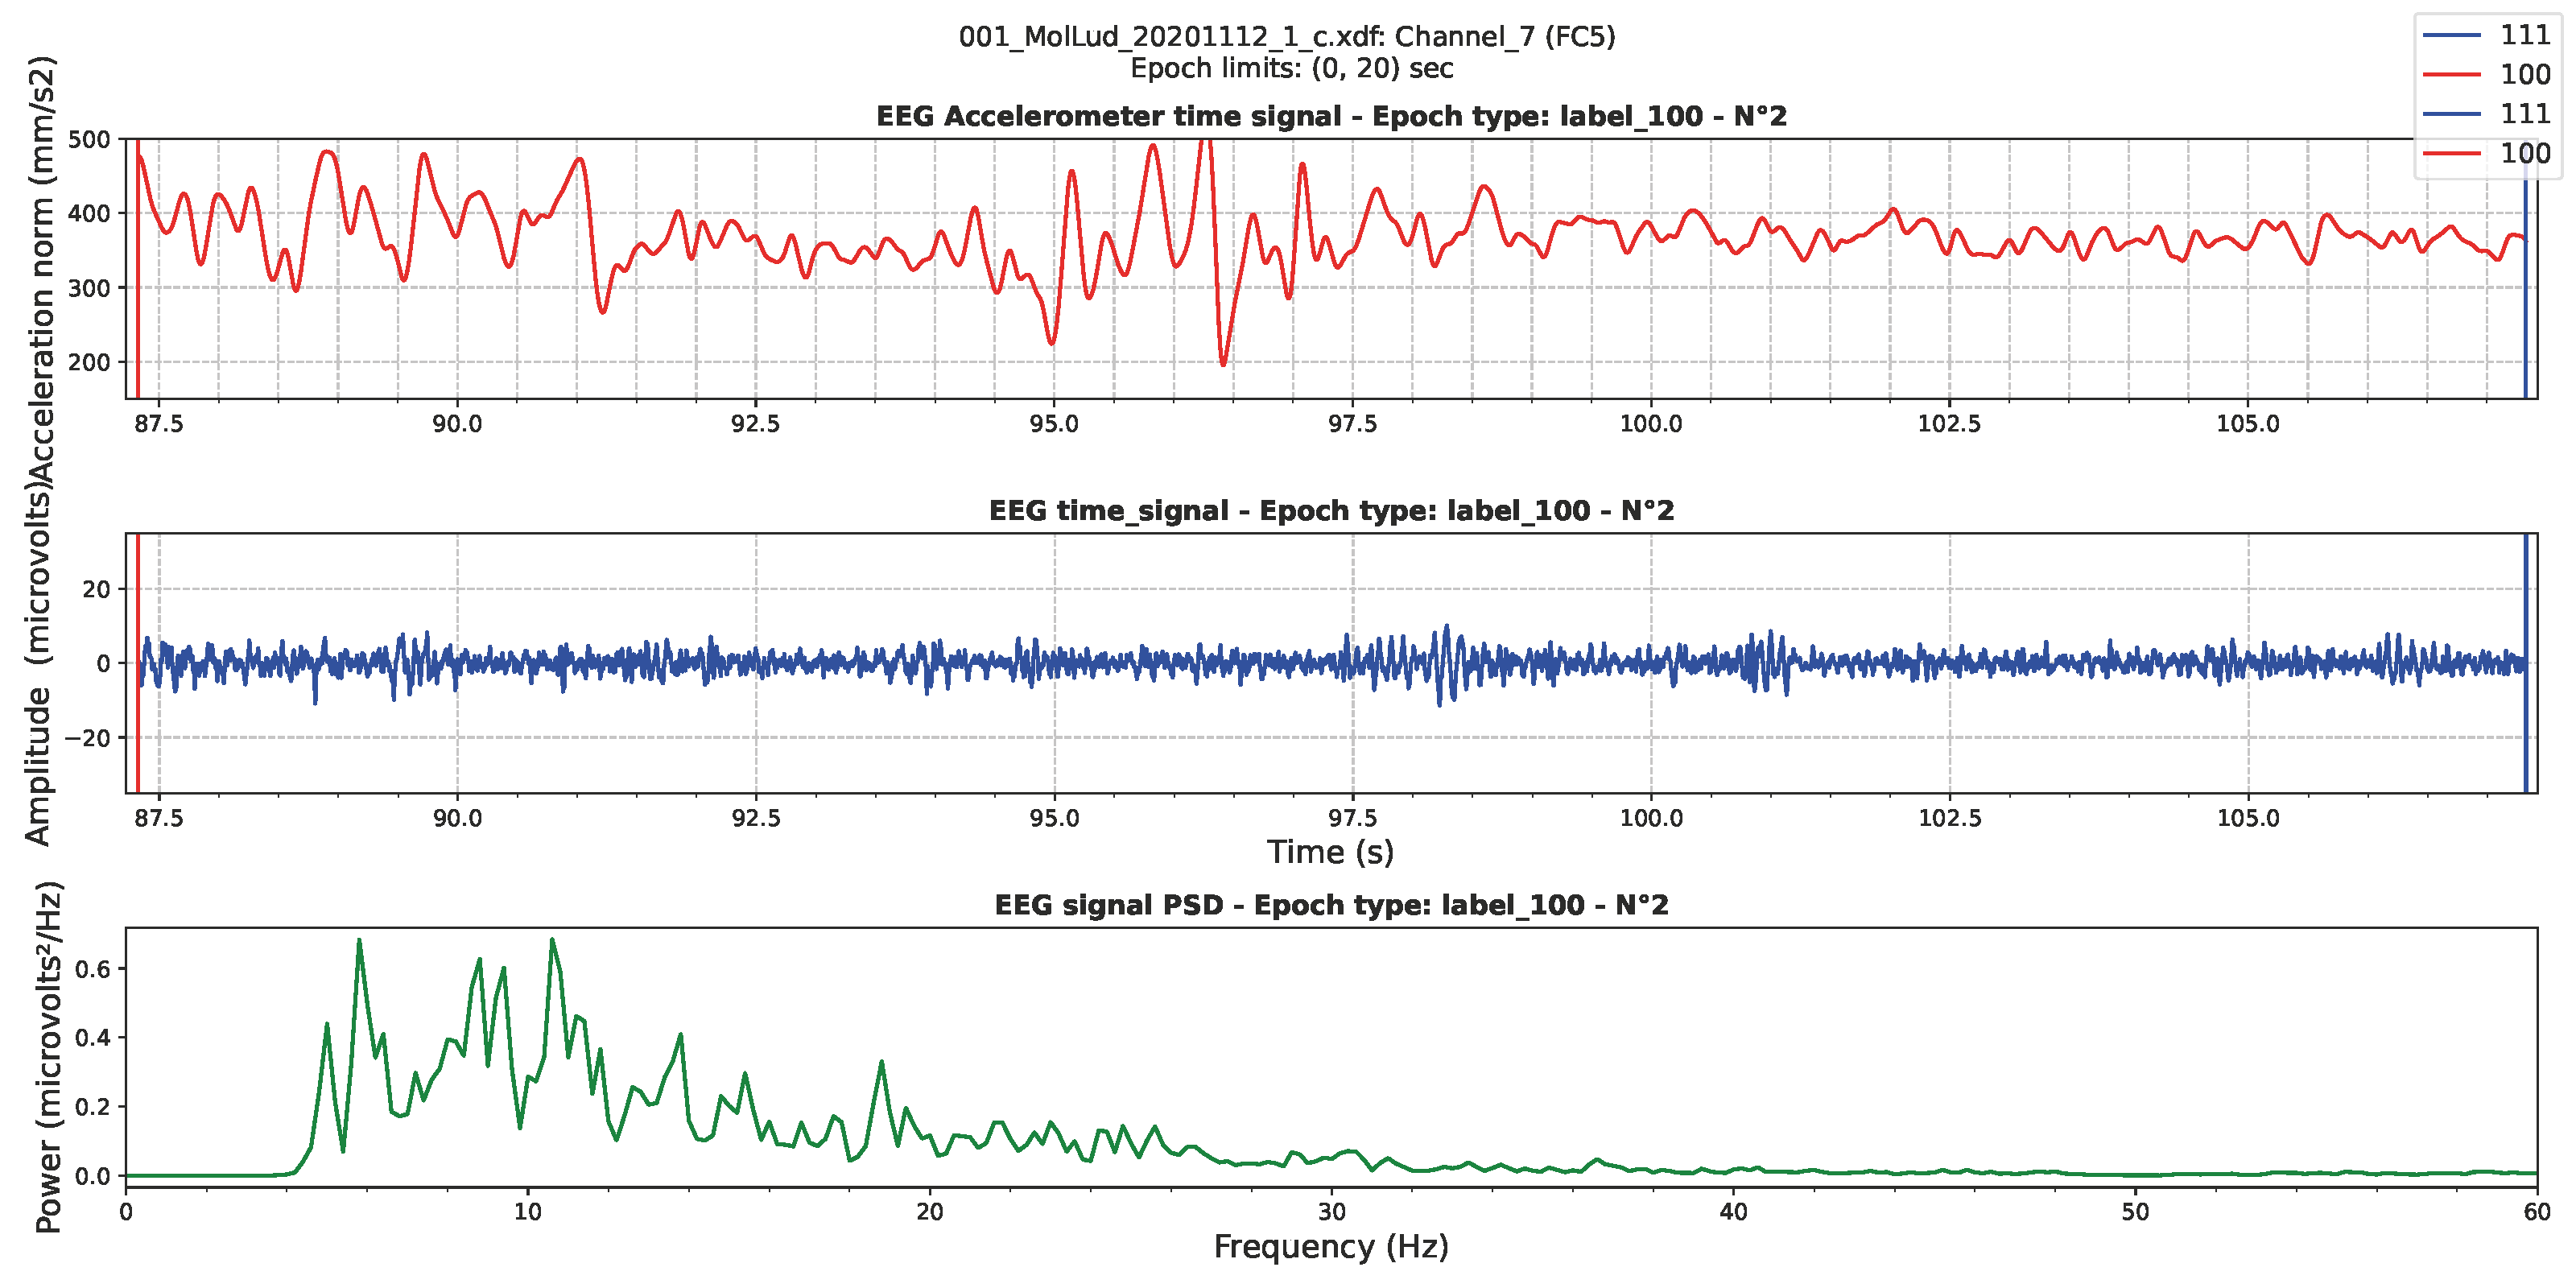 001_MolLud_20201112_1_c.xdf: Channel_7 (FC5)
Epoch limits: (0, 20) sec
111
100
111
100
EEG Accelerometer time signal - Epoch type: label_100 - N°2
Acceleration norm (mm/s2)
500
400
300
200
87.5 90.0 92.5 95.0 97.5 100.0 102.5 105.0
EEG time_signal - Epoch type: label_100 - N°2
Amplitude (microvolts)
20
0
−20
87.5 90.0 92.5 95.0 97.5 100.0 102.5 105.0
Time (s)
EEG signal PSD - Epoch type: label_100 - N°2
Power (microvolts²/Hz)
0.6
0.4
0.2
0.0
0 10 20 30 40 50 60
Frequency (Hz)